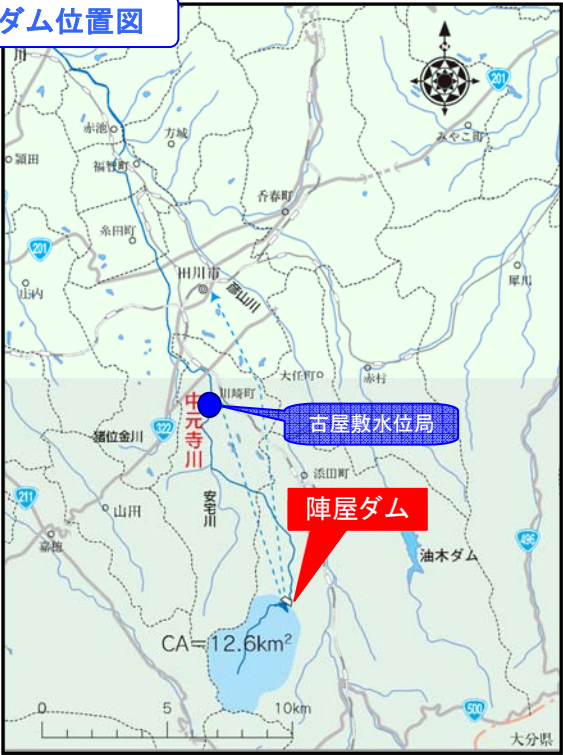 ダム位置図
川
201
赤池
方城
みやこ町
頴田
福智町
香春町
糸田町
201
田川市
犀川
庄内
彦山川
大任町
赤村
川崎町
中元寺川
古屋敷水位局
322
猪位金川
添田町
211
安宅川
陣屋ダム
山田
495
嘉穂
油木ダム
CA=12.6km²
0 5 10km
500
大分県